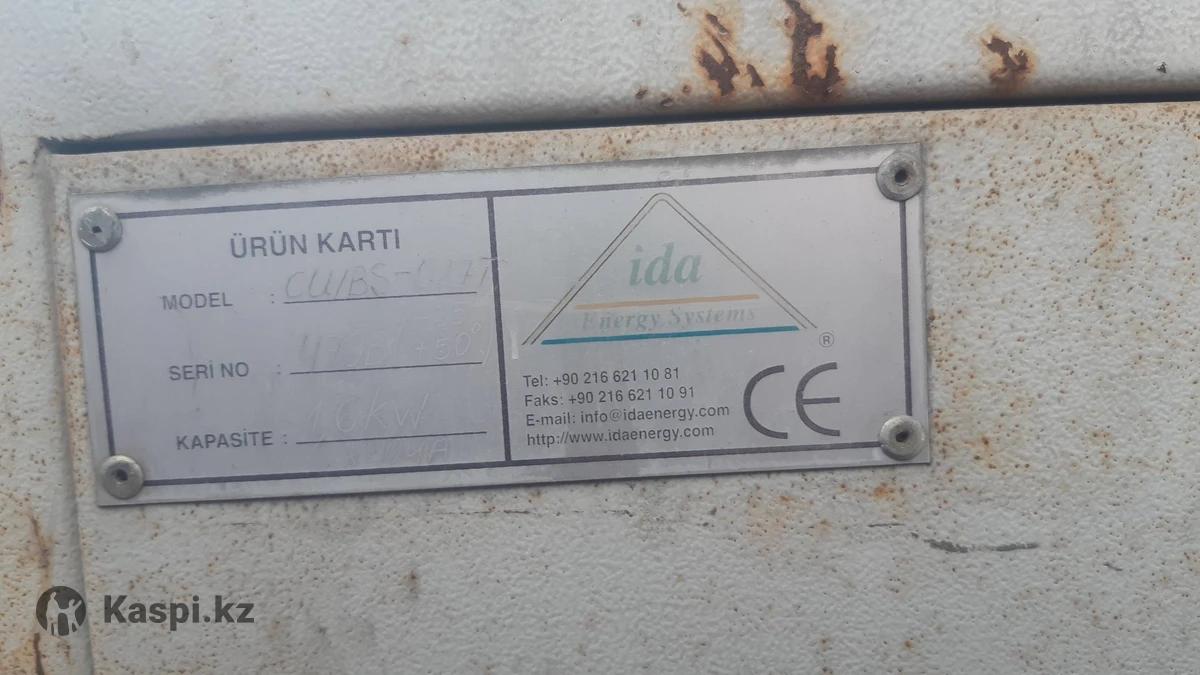 ÜRÜN KARTI
MODEL :
SERİ NO :
KAPASİTE : kW
ida
Energy Systems
®
Tel: +90 216 621 10 81
Faks: +90 216 621 10 91
E-mail: info@idaenergy.com
http://www.idaenergy.com
CE
Kaspi.kz